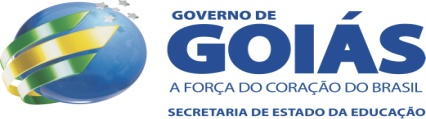 GOVERNO DE
GOIÁS
A FORÇA DO CORAÇÃO DO BRASIL
SECRETARIA DE ESTADO DA EDUCAÇÃO